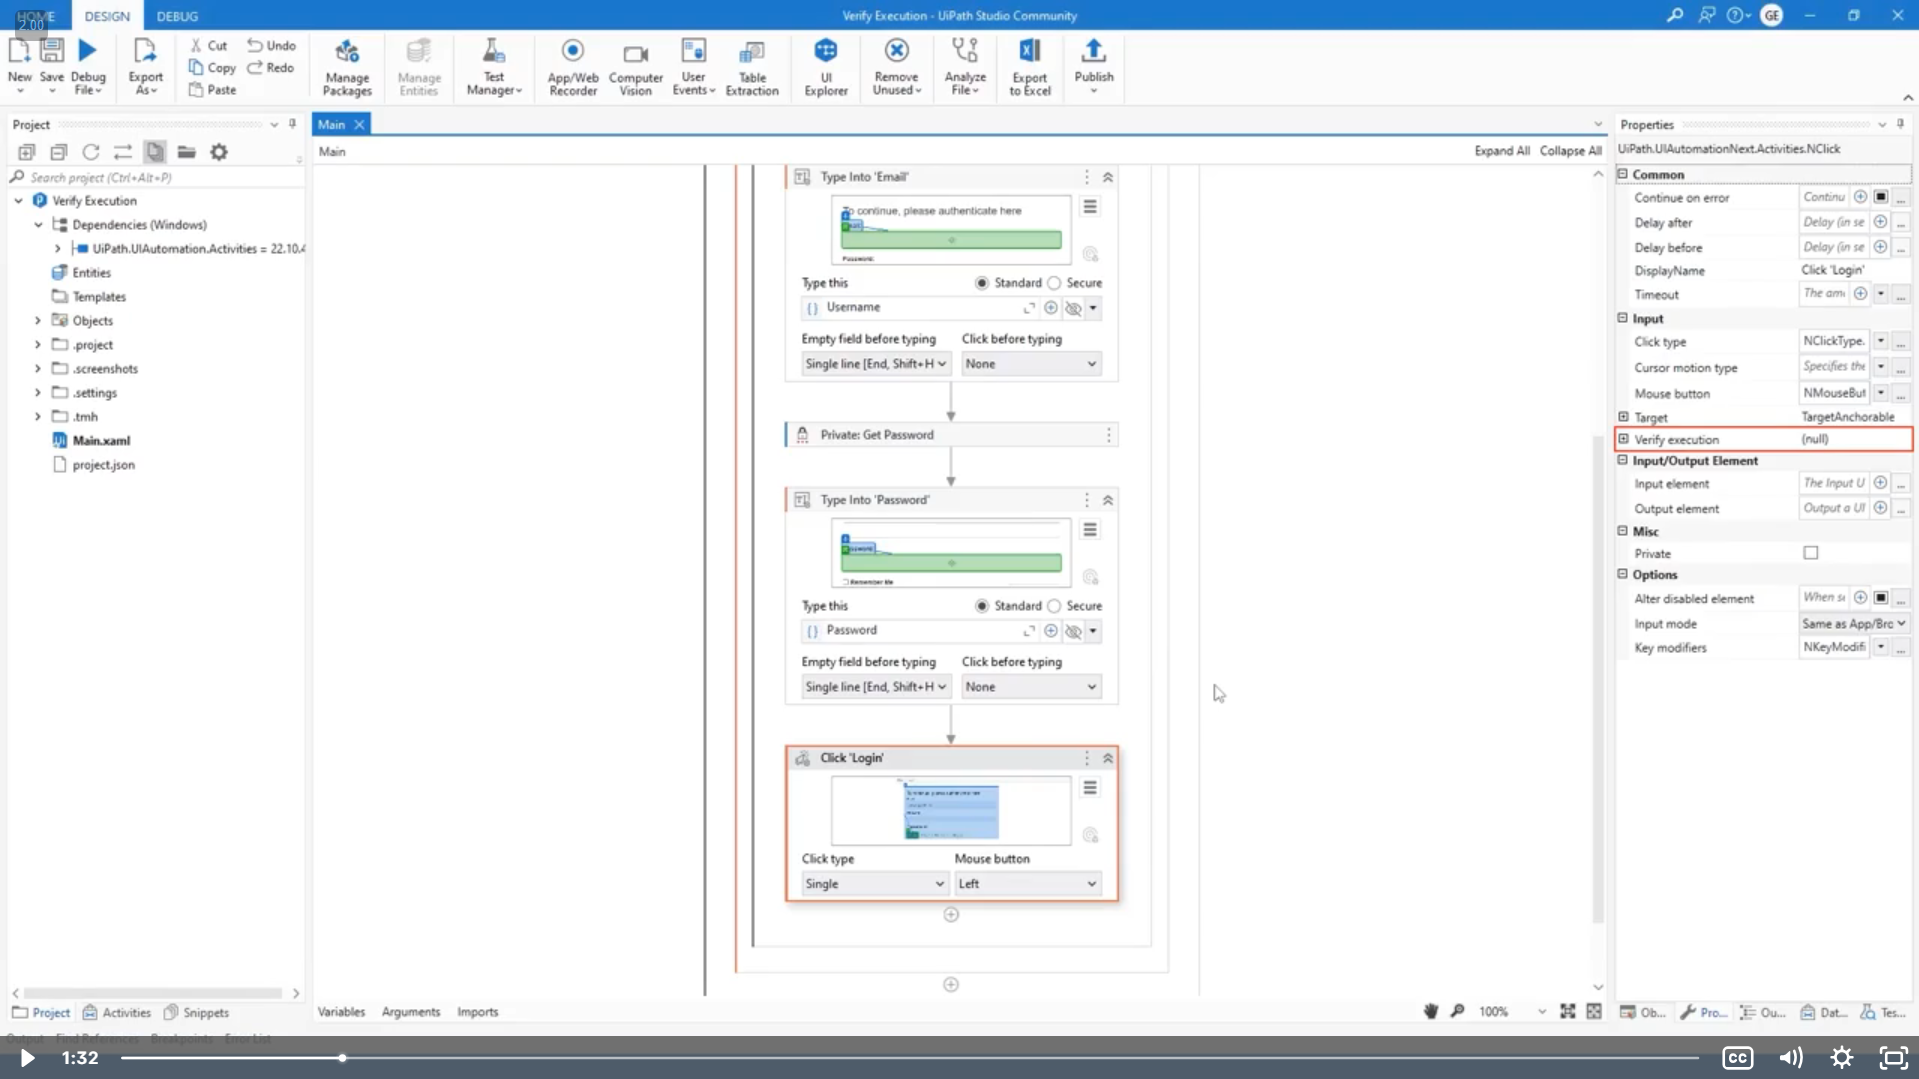 HOME DESIGN DEBUG
2.00
Verify Execution - UiPath Studio Community
GE
New
Save
Debug File
Export As
Cut
Copy
Paste
Undo
Redo
Manage Packages
Manage Entities
Test Manager
App/Web Recorder
Computer Vision
User Events
Table Extraction
UI Explorer
Remove Unused
Analyze File
Export to Excel
Publish
Project
Search project (Ctrl+Alt+P)
Verify Execution
Dependencies (Windows)
UiPath.UIAutomation.Activities = 22.10.4
Entities
Templates
Objects
.project
.screenshots
.settings
.tmh
Main.xaml
project.json
Project Activities Snippets
Output Find References Breakpoints Error List
Main
Main
Expand All Collapse All
Type Into 'Email'
To continue, please authenticate here
Password:
Type this
Standard Secure
Username
Empty field before typing Click before typing
Single line [End, Shift+H None
Private: Get Password
Type Into 'Password'
Remember Me
Type this
Standard Secure
Password
Empty field before typing Click before typing
Single line [End, Shift+H None
Click 'Login'
Click type Mouse button
Single Left
Variables Arguments Imports
100%
Properties
UiPath.UIAutomationNext.Activities.NClick
Common
Continue on error Continu ...
Delay after Delay (in se ...
Delay before Delay (in se ...
DisplayName Click 'Login'
Timeout The amo ...
Input
Click type NClickType. ...
Cursor motion type Specifies the ...
Mouse button NMouseBut ...
Target TargetAnchorable
Verify execution (null)
Input/Output Element
Input element The Input U ...
Output element Output a UI ...
Misc
Private
Options
Alter disabled element When se ...
Input mode Same as App/Bro
Key modifiers NKeyModifi ...
Ob... Pro... Ou... Dat... Tes...
1:32
CC